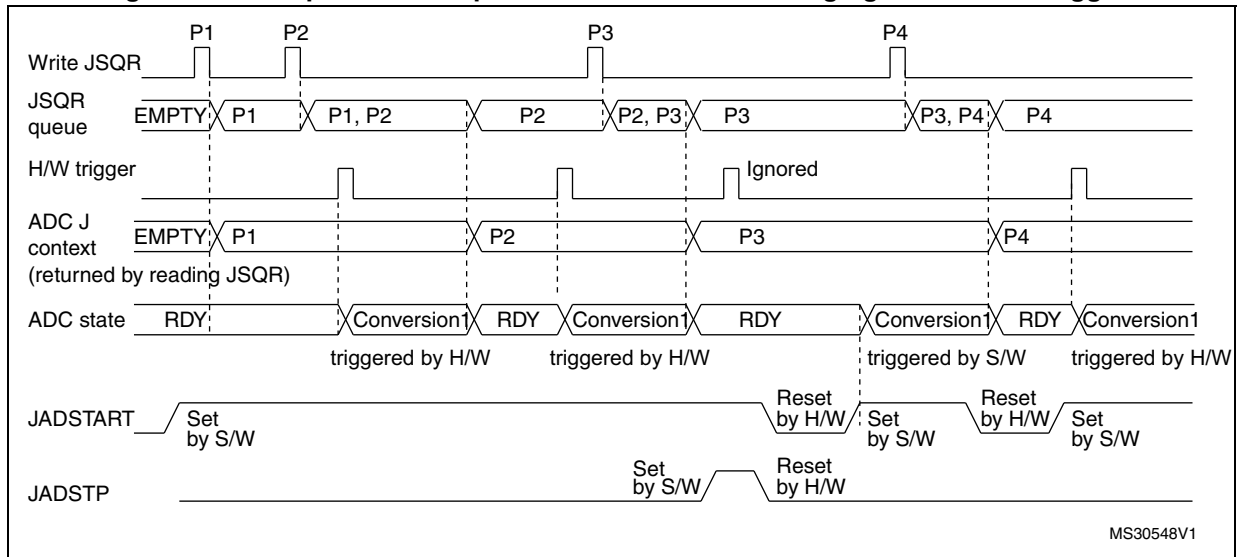 P1 P2 P3 P4
Write JSQR
JSQR
queue
EMPTY P1 P1, P2 P2 P2, P3 P3 P3, P4 P4
H/W trigger
Ignored
ADC J
context
(returned by reading JSQR)
EMPTY P1 P2 P3 P4
ADC state RDY Conversion1 RDY Conversion1 RDY Conversion1 RDY Conversion1
triggered by H/W triggered by H/W triggered by S/W triggered by H/W
JADSTART
Set
by S/W
Reset
by H/W
Set
by S/W
Reset
by H/W
Set
by S/W
JADSTP
Set
by S/W
Reset
by H/W
MS30548V1